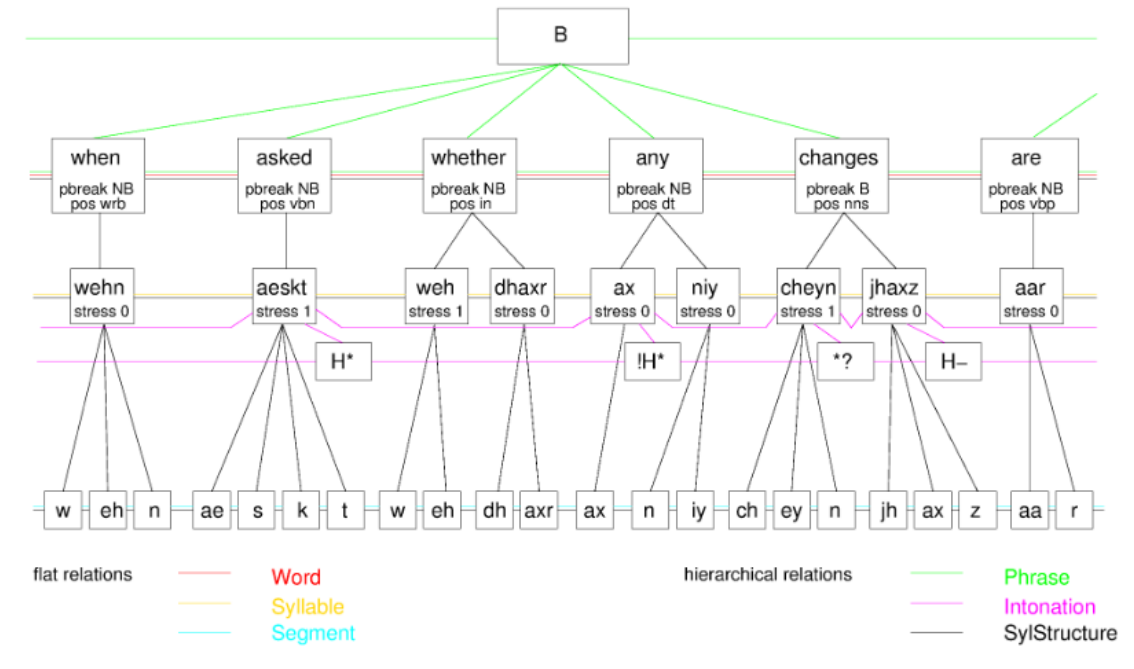 B
when asked whether any changes are
pbreak NB pbreak NB pbreak NB pbreak NB pbreak B pbreak NB
pos wrb pos vbn pos in pos dt pos nns pos vbp
wehn aeskt weh dhaxr ax niy cheyn jhaxz aar
stress 0 stress 1 stress 1 stress 0 stress 0 stress 0 stress 1 stress 0 stress 0
H* !H* *? H–
w eh n ae s k t w eh dh axr ax n iy ch ey n jh ax z aa r
flat relations Word hierarchical relations Phrase
Syllable Intonation
Segment SylStructure